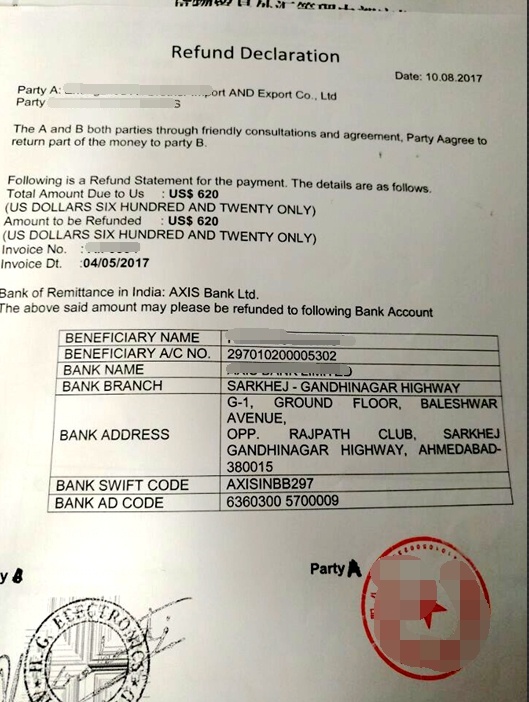 Refund Declaration
Date: 10.08.2017
Party A: ort AND Export Co., Ltd
Party S
The A and B both parties through friendly consultations and agreement, Party Aagree to
return part of the money to party B.
Following is a Refund Statement for the payment. The details are as follows.
Total Amount Due to Us : US$ 620
(US DOLLARS SIX HUNDRED AND TWENTY ONLY)
Amount to be Refunded : US$ 620
(US DOLLARS SIX HUNDRED AND TWENTY ONLY)
Invoice No. :
Invoice Dt. :04/05/2017
Bank of Remittance in India: AXIS Bank Ltd.
The above said amount may please be refunded to following Bank Account
BENEFICIARY NAME
BENEFICIARY A/C NO. 297010200005302
BANK NAME
BANK BRANCH SARKHEJ - GANDHINAGAR HIGHWAY
BANK ADDRESS G-1, GROUND FLOOR, BALESHWAR
AVENUE,
OPP. RAJPATH CLUB, SARKHEJ
GANDHINAGAR HIGHWAY, AHMEDABAD-
380015
BANK SWIFT CODE AXISINBB297
BANK AD CODE 6360300 5700009
y B
Party A
H. G. ELECTRONICS